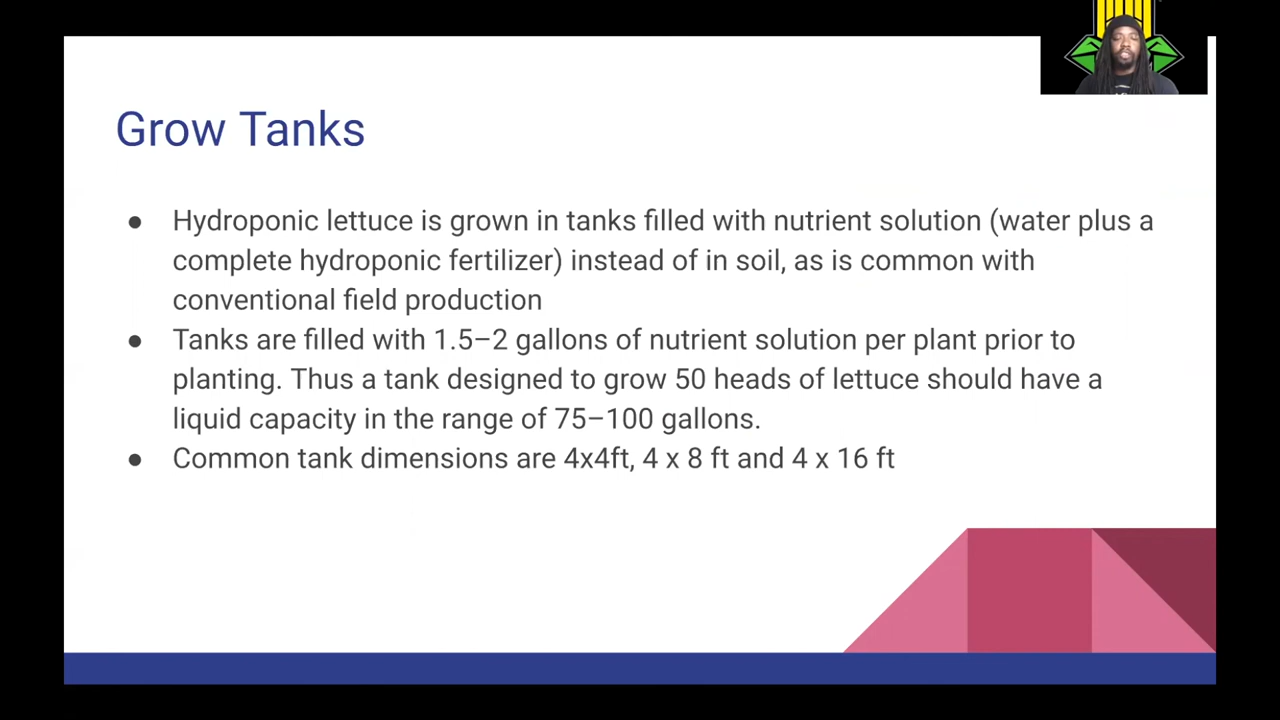 Grow Tanks
● Hydroponic lettuce is grown in tanks filled with nutrient solution (water plus a
complete hydroponic fertilizer) instead of in soil, as is common with
conventional field production
● Tanks are filled with 1.5–2 gallons of nutrient solution per plant prior to
planting. Thus a tank designed to grow 50 heads of lettuce should have a
liquid capacity in the range of 75–100 gallons.
● Common tank dimensions are 4x4ft, 4 x 8 ft and 4 x 16 ft